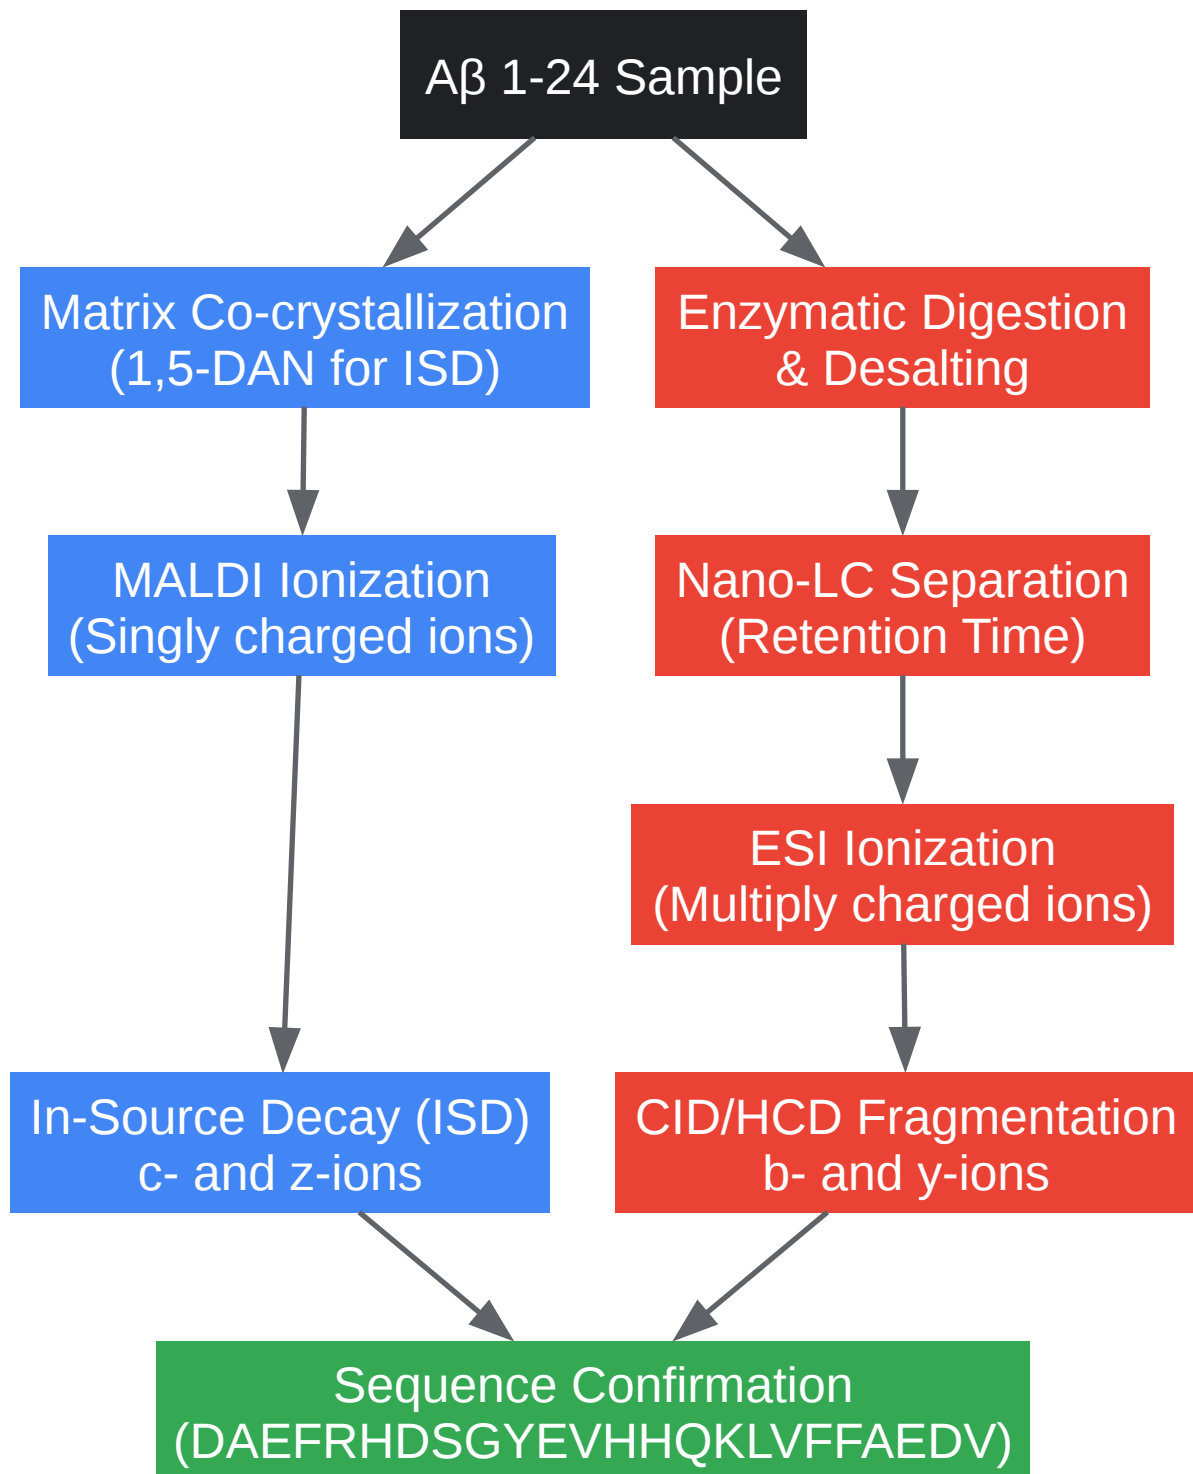 Aβ 1-24 Sample
Matrix Co-crystallization
(1,5-DAN for ISD)
Enzymatic Digestion
& Desalting
MALDI Ionization
(Singly charged ions)
Nano-LC Separation
(Retention Time)
ESI Ionization
(Multiply charged ions)
In-Source Decay (ISD)
c- and z-ions
CID/HCD Fragmentation
b- and y-ions
Sequence Confirmation
(DAEFRHDSGYEVHHQKLVFFAEDV)